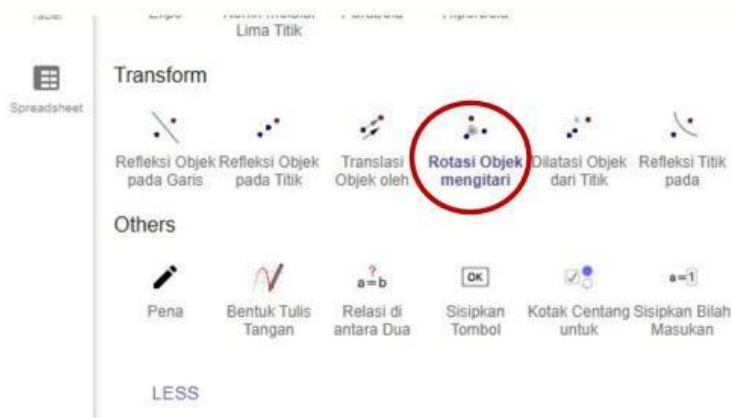 Lima Titik
Spreadsheet
Transform
Refleksi Objek pada Garis
Refleksi Objek pada Titik
Translasi Objek oleh
Rotasi Objek mengitari
Dilatasi Objek dari Titik
Refleksi Titik pada
Others
a=b
?
OK
a=1
Pena
Bentuk Tulis Tangan
Relasi di antara Dua
Sisipkan Tombol
Kotak Centang untuk
Sisipkan Bilah Masukan
LESS